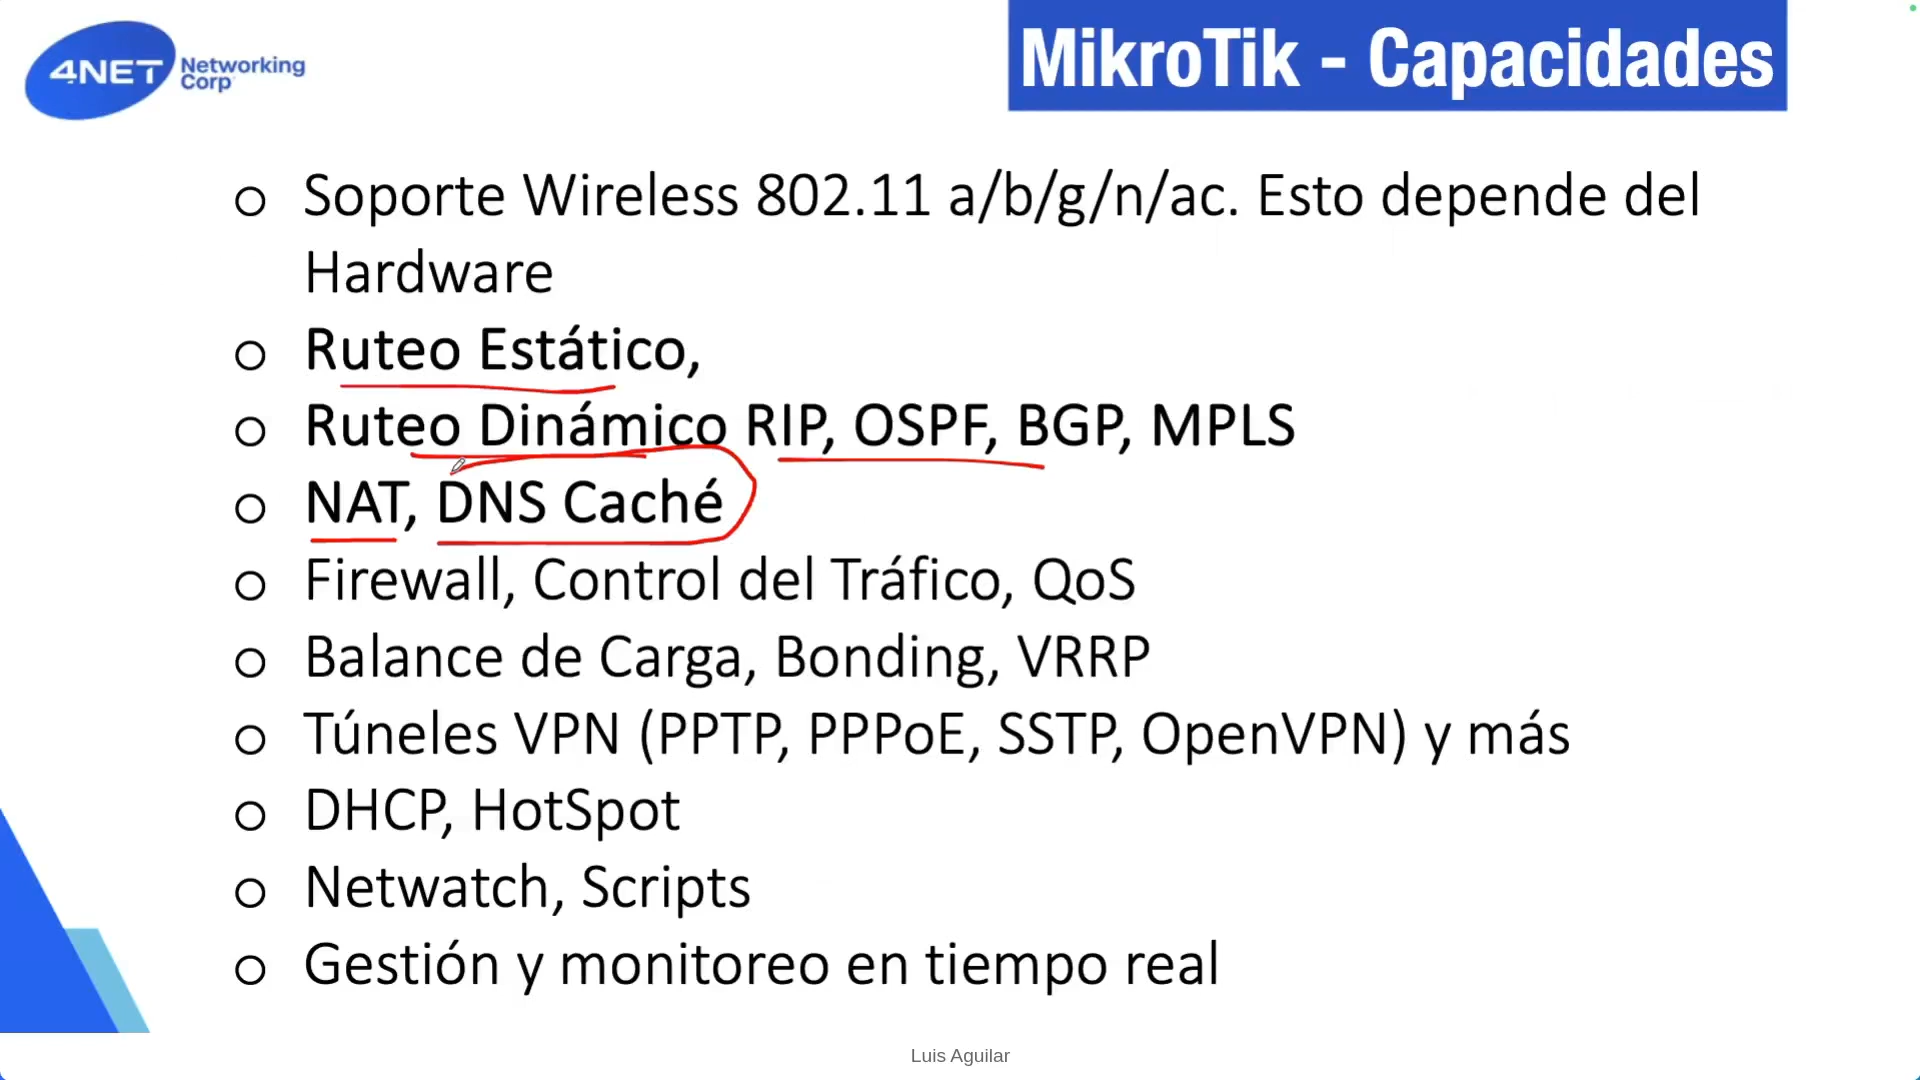 4NET Networking
Corp
MikroTik - Capacidades
o Soporte Wireless 802.11 a/b/g/n/ac. Esto depende del
Hardware
o Ruteo Estático,
o Ruteo Dinámico RIP, OSPF, BGP, MPLS
o NAT, DNS Caché
o Firewall, Control del Tráfico, QoS
o Balance de Carga, Bonding, VRRP
o Túneles VPN (PPTP, PPPoE, SSTP, OpenVPN) y más
o DHCP, HotSpot
o Netwatch, Scripts
o Gestión y monitoreo en tiempo real
Luis Aguilar